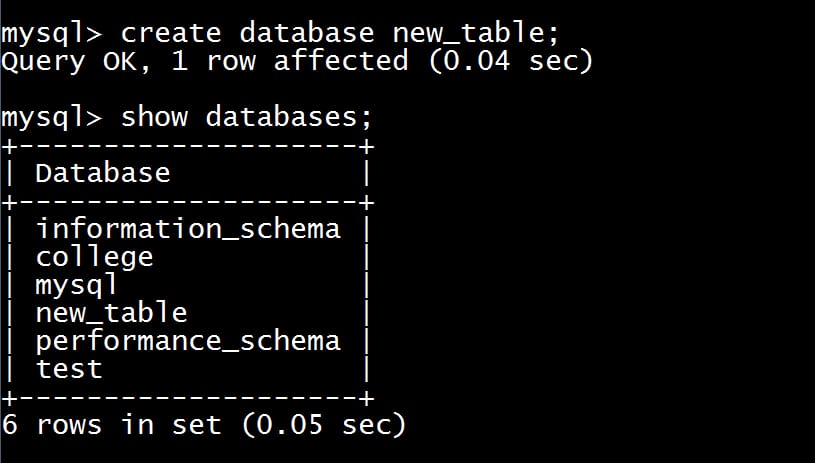 mysql> create database new_table;
Query OK, 1 row affected (0.04 sec)
mysql> show databases;
+--------------------+
| Database           |
+--------------------+
| information_schema |
| college            |
| mysql              |
| new_table          |
| performance_schema |
| test               |
+--------------------+
6 rows in set (0.05 sec)